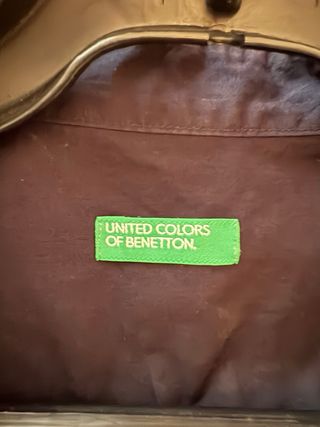 UNITED COLORS
OF BENETTON.